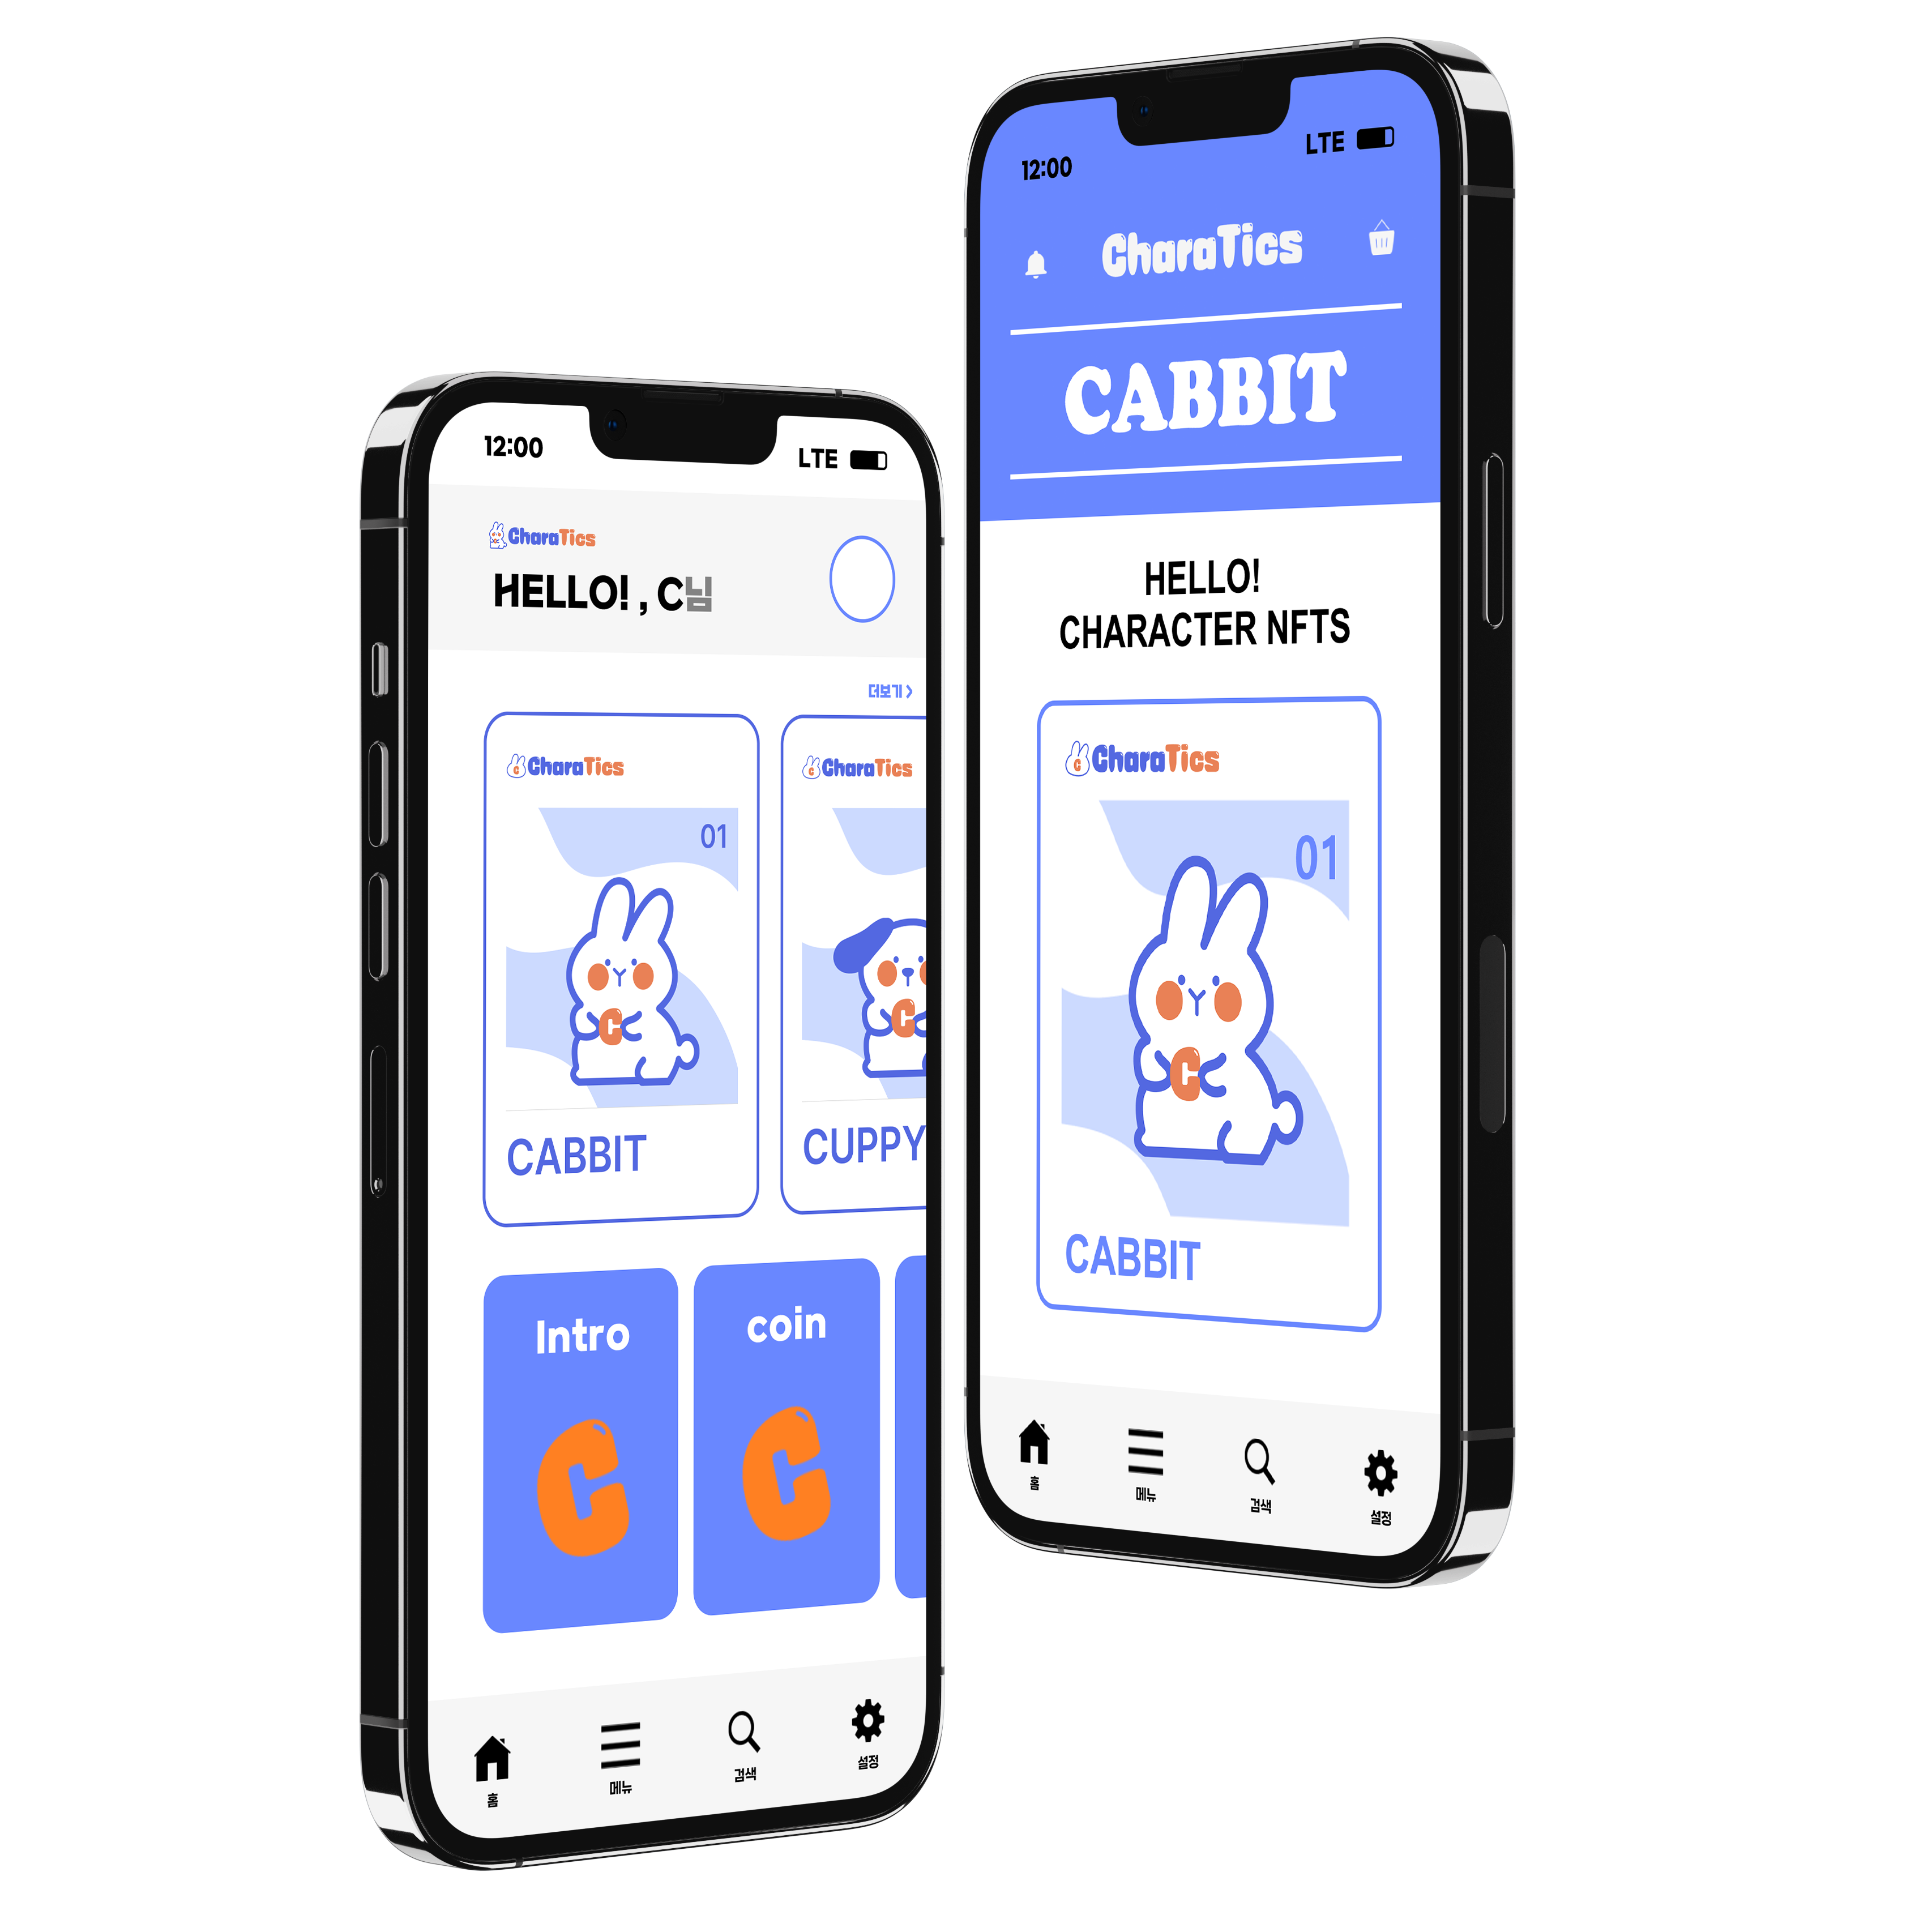 12:00
LTE
CharaTics
HELLO! , C님
더보기 >
C CharaTics
01
C
CABBIT
C CharaTics
C
CUPPY
Intro
C
coin
C
홈
메뉴
검색
설정
12:00
LTE
CharaTics
CABBIT
HELLO!
CHARACTER NFTS
C CharaTics
01
C
CABBIT
홈
메뉴
검색
설정